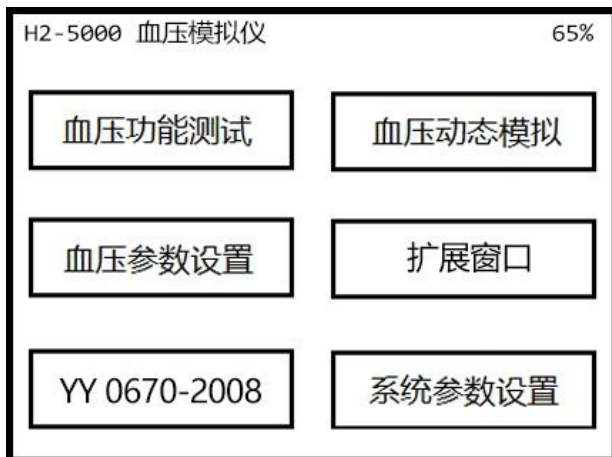 H2-5000 血压模拟仪 65%
血压功能测试 血压动态模拟
血压参数设置 扩展窗口
YY 0670-2008 系统参数设置